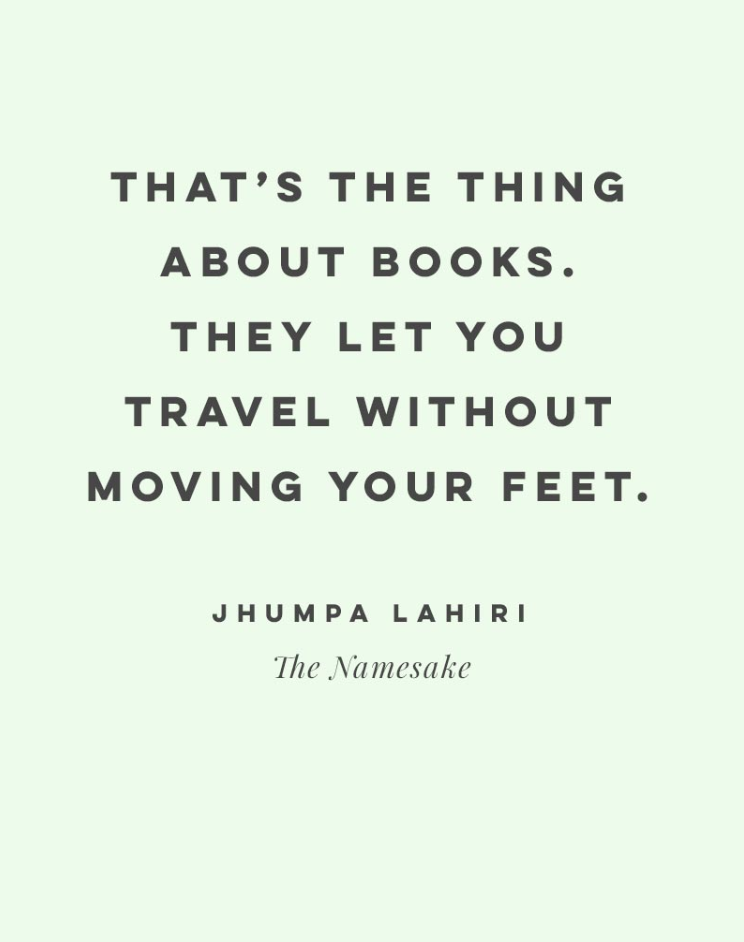 THAT’S THE THING
ABOUT BOOKS.
THEY LET YOU
TRAVEL WITHOUT
MOVING YOUR FEET.
JHUMPA LAHIRI
The Namesake